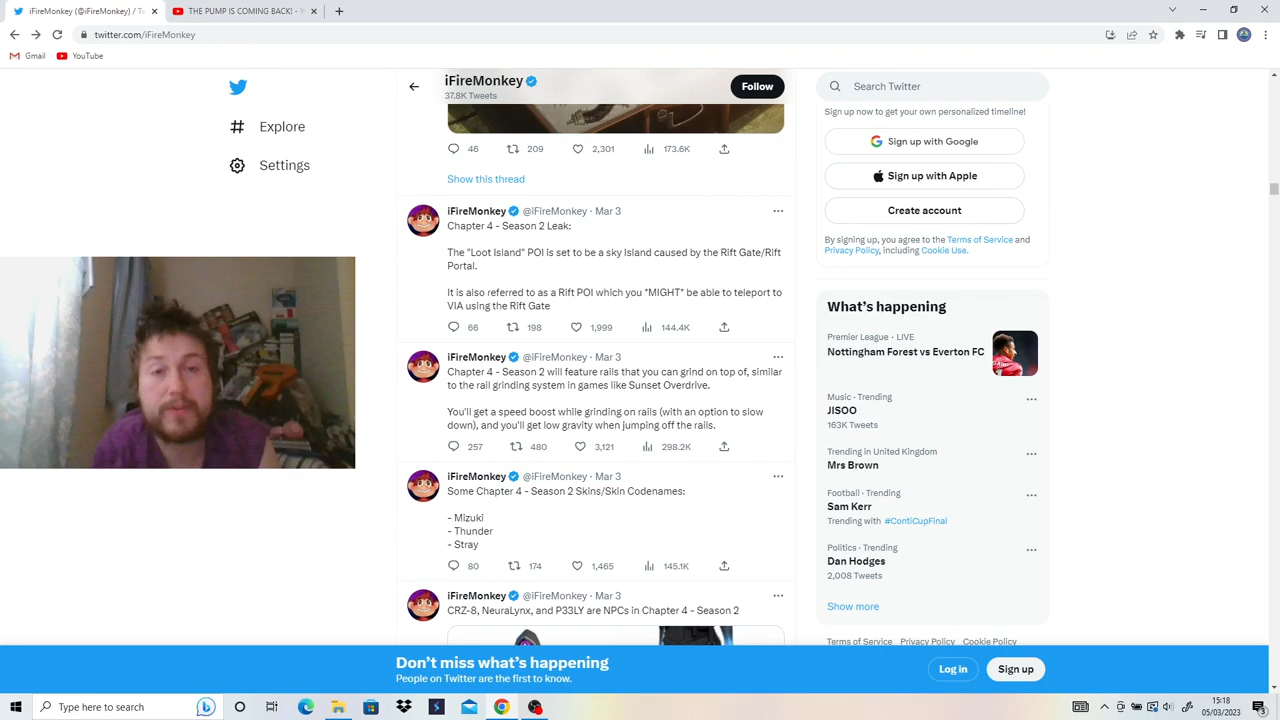 iFireMonkey (@iFireMonkey) / Tw
THE PUMP IS COMING BACK! - Y
twitter.com/iFireMonkey
Gmail
YouTube
Explore
Settings
iFireMonkey
37.8K Tweets
Follow
46 209 2,301 173.6K
Show this thread
iFireMonkey @iFireMonkey · Mar 3
Chapter 4 - Season 2 Leak:
The "Loot Island" POI is set to be a sky Island caused by the Rift Gate/Rift
Portal.
It is also referred to as a Rift POI which you "MIGHT" be able to teleport to
VIA using the Rift Gate
66 198 1,999 144.4K
iFireMonkey @iFireMonkey · Mar 3
Chapter 4 - Season 2 will feature rails that you can grind on top of, similar
to the rail grinding system in games like Sunset Overdrive.
You'll get a speed boost while grinding on rails (with an option to slow
down), and you'll get low gravity when jumping off the rails.
257 480 3,121 298.2K
iFireMonkey @iFireMonkey · Mar 3
Some Chapter 4 - Season 2 Skins/Skin Codenames:
- Mizuki
- Thunder
- Stray
80 174 1,465 145.1K
iFireMonkey @iFireMonkey · Mar 3
CRZ-8, NeuraLynx, and P33LY are NPCs in Chapter 4 - Season 2
Search Twitter
Sign up now to get your own personalized timeline!
Sign up with Google
Sign up with Apple
Create account
By signing up, you agree to the Terms of Service and
Privacy Policy, including Cookie Use.
What's happening
Premier League · LIVE
Nottingham Forest vs Everton FC
Music · Trending
JISOO
163K Tweets
Trending in United Kingdom
Mrs Brown
Football · Trending
Sam Kerr
Trending with #ContiCupFinal
Politics · Trending
Dan Hodges
2,008 Tweets
Show more
Terms of Service Privacy Policy Cookie Policy
Don't miss what's happening
People on Twitter are the first to know.
Log in
Sign up
Type here to search
15:18
05/03/2023
3